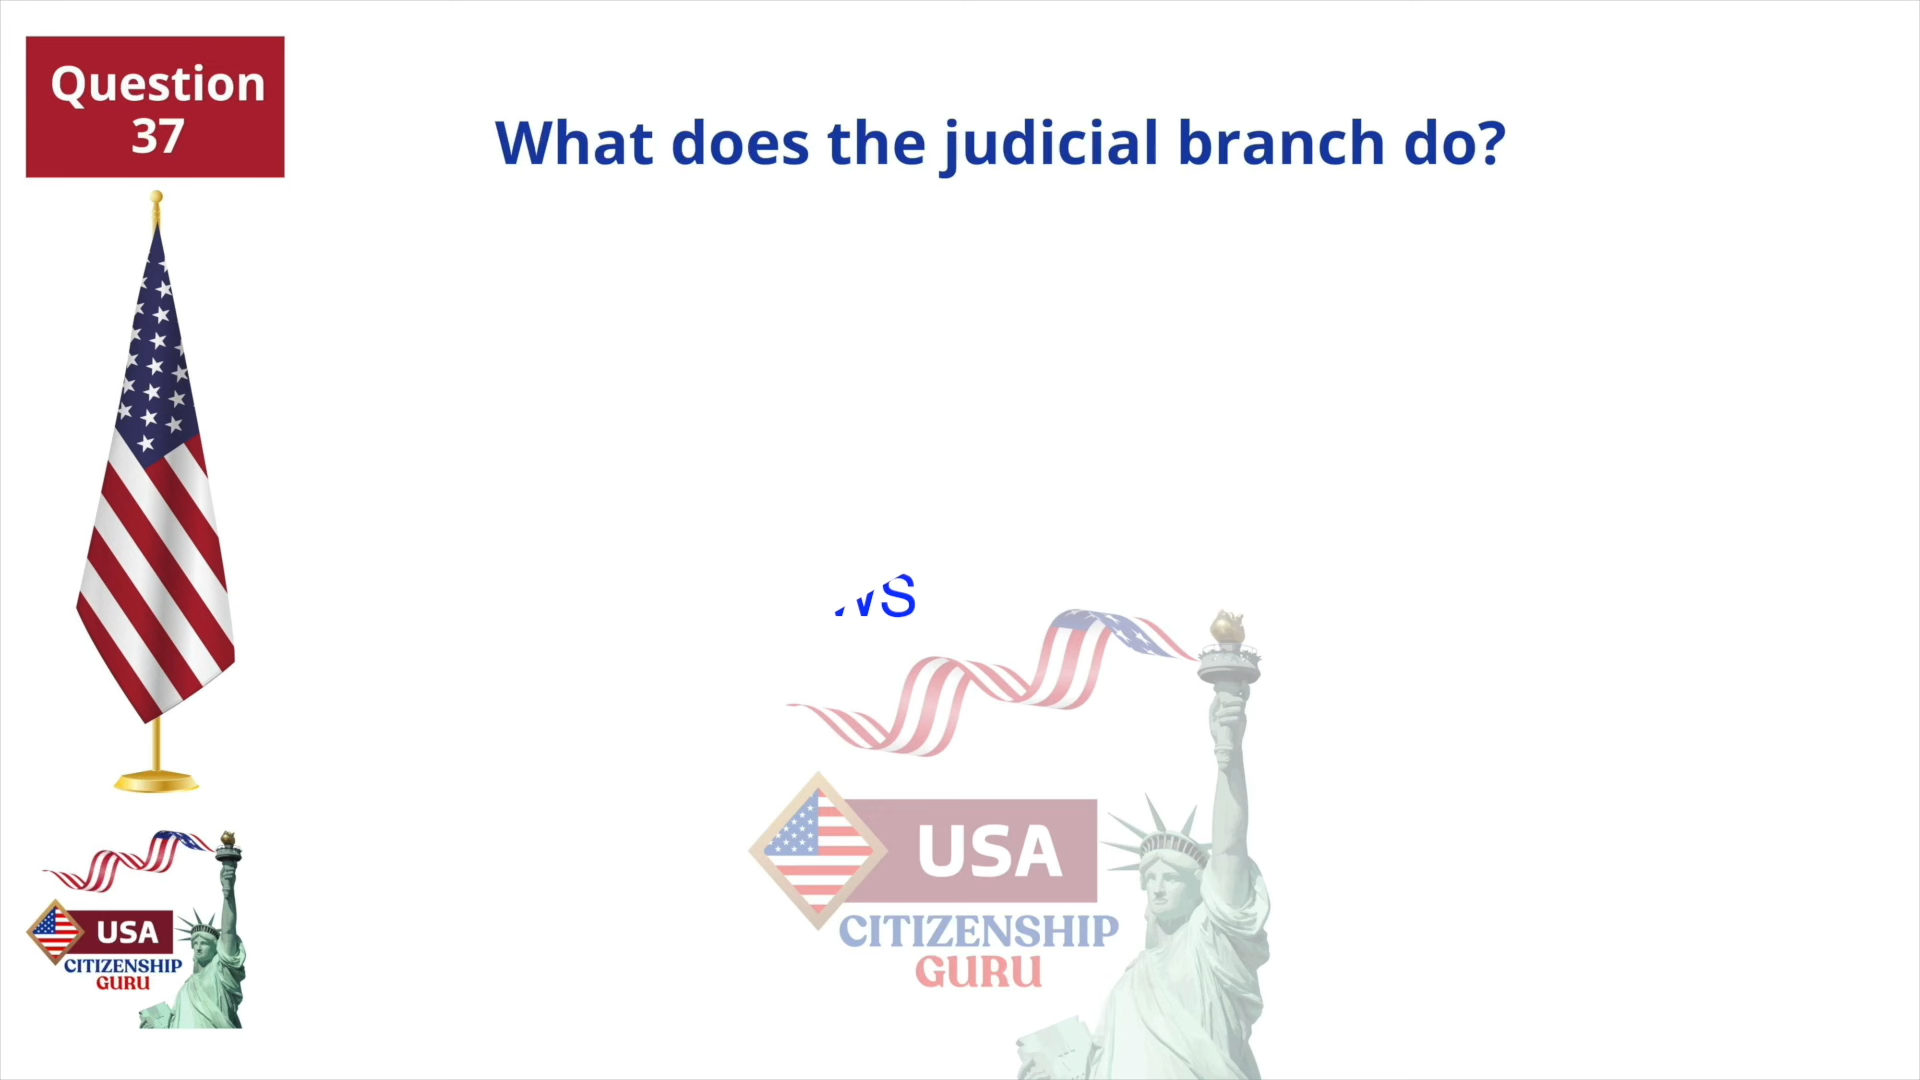 Question
37
What does the judicial branch do?
USA
CITIZENSHIP
GURU
USA
CITIZENSHIP
GURU